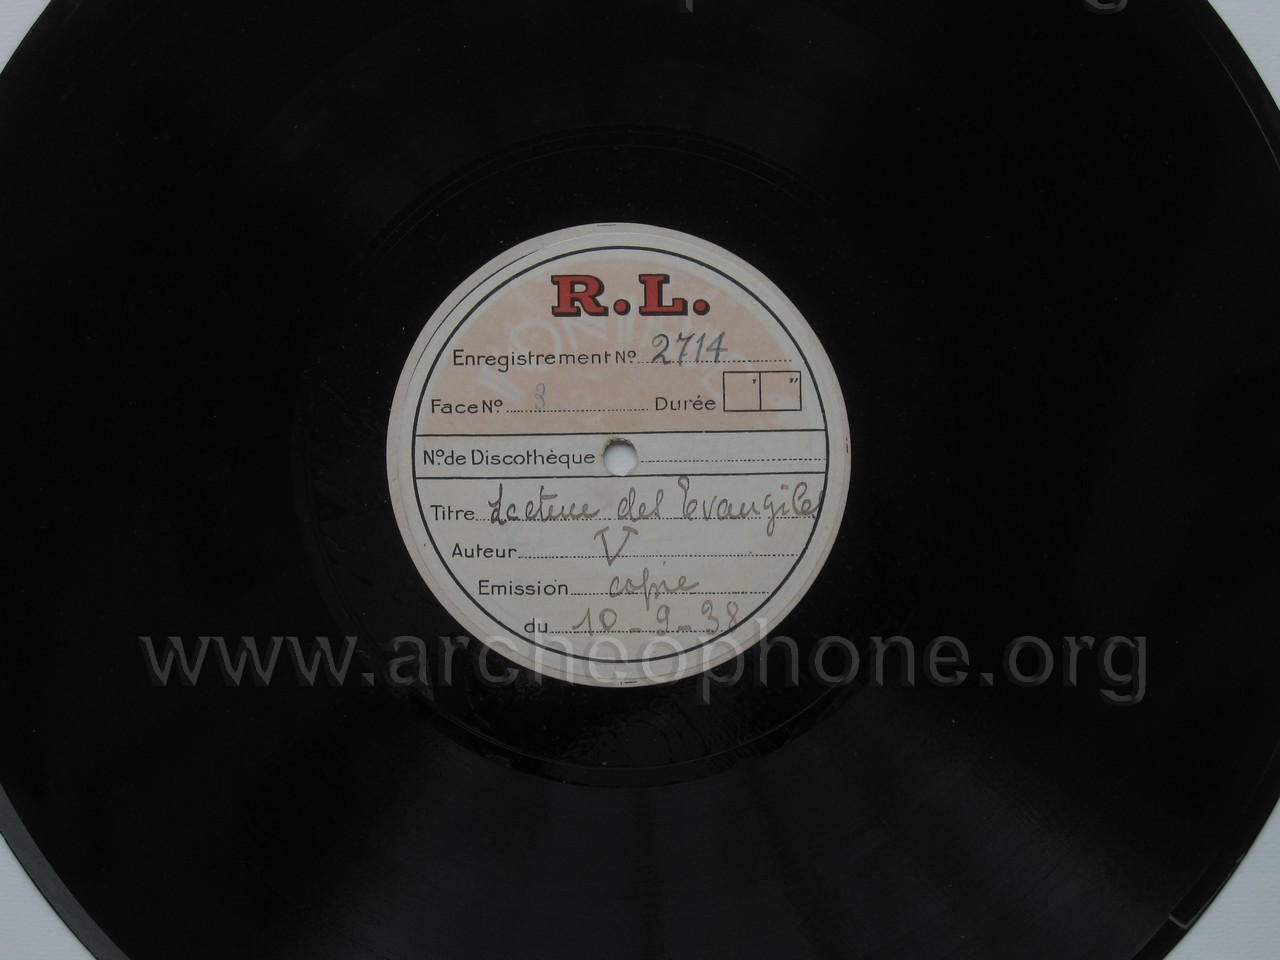 R.L.
Enregistrement No. 2714
Face No. 3 Durée ' "
No. de Discothèque
Titre Lecture des Evangiles
Auteur V
Emission copie
du 10-9-38
www.archeophone.org